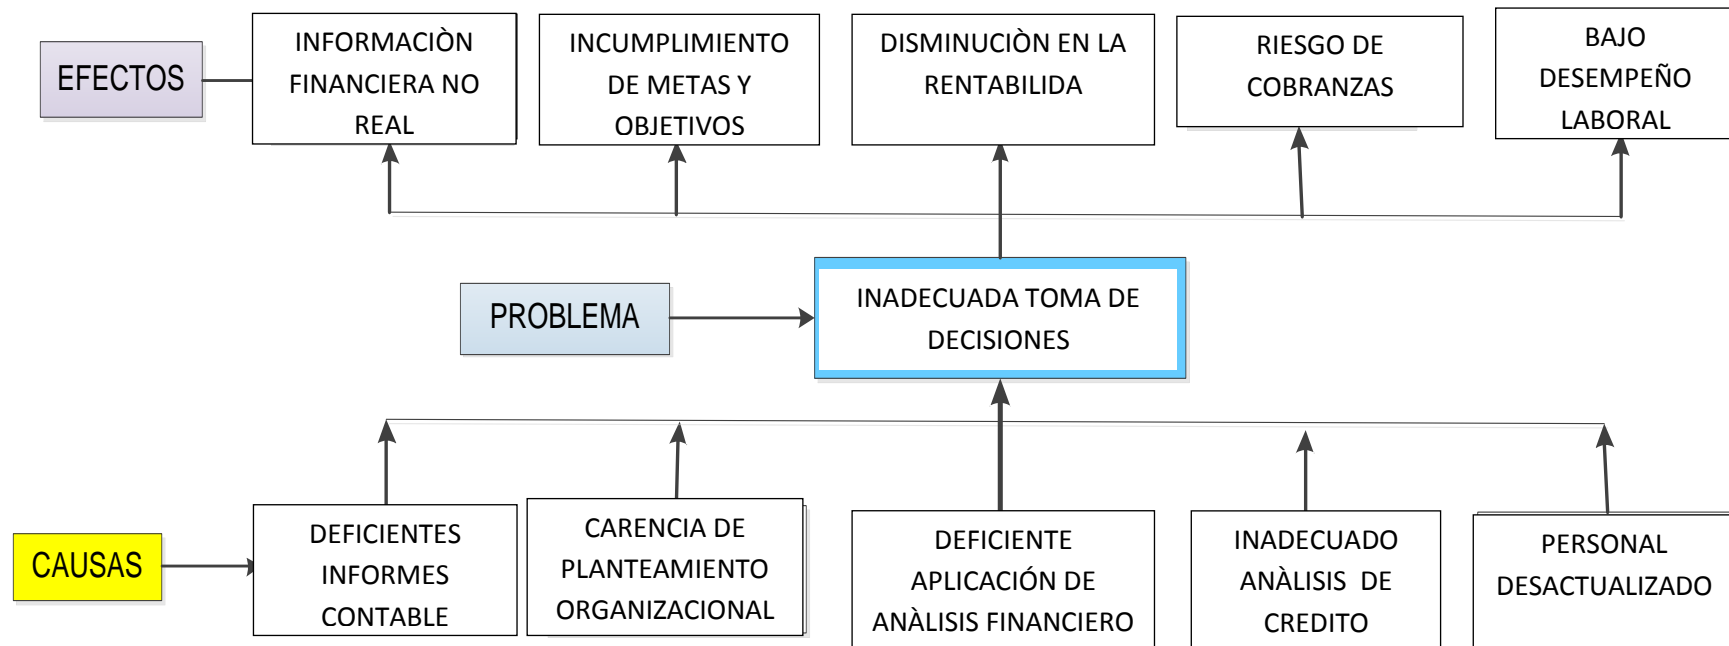 EFECTOS
INFORMACIÒN
FINANCIERA NO
REAL
INCUMPLIMIENTO
DE METAS Y
OBJETIVOS
DISMINUCIÒN EN LA
RENTABILIDA
RIESGO DE
COBRANZAS
BAJO
DESEMPEÑO
LABORAL
PROBLEMA
INADECUADA TOMA DE
DECISIONES
CAUSAS
DEFICIENTES
INFORMES
CONTABLE
CARENCIA DE
PLANTEAMIENTO
ORGANIZACIONAL
DEFICIENTE
APLICACIÓN DE
ANÀLISIS FINANCIERO
INADECUADO
ANÀLISIS  DE
CREDITO
PERSONAL
DESACTUALIZADO